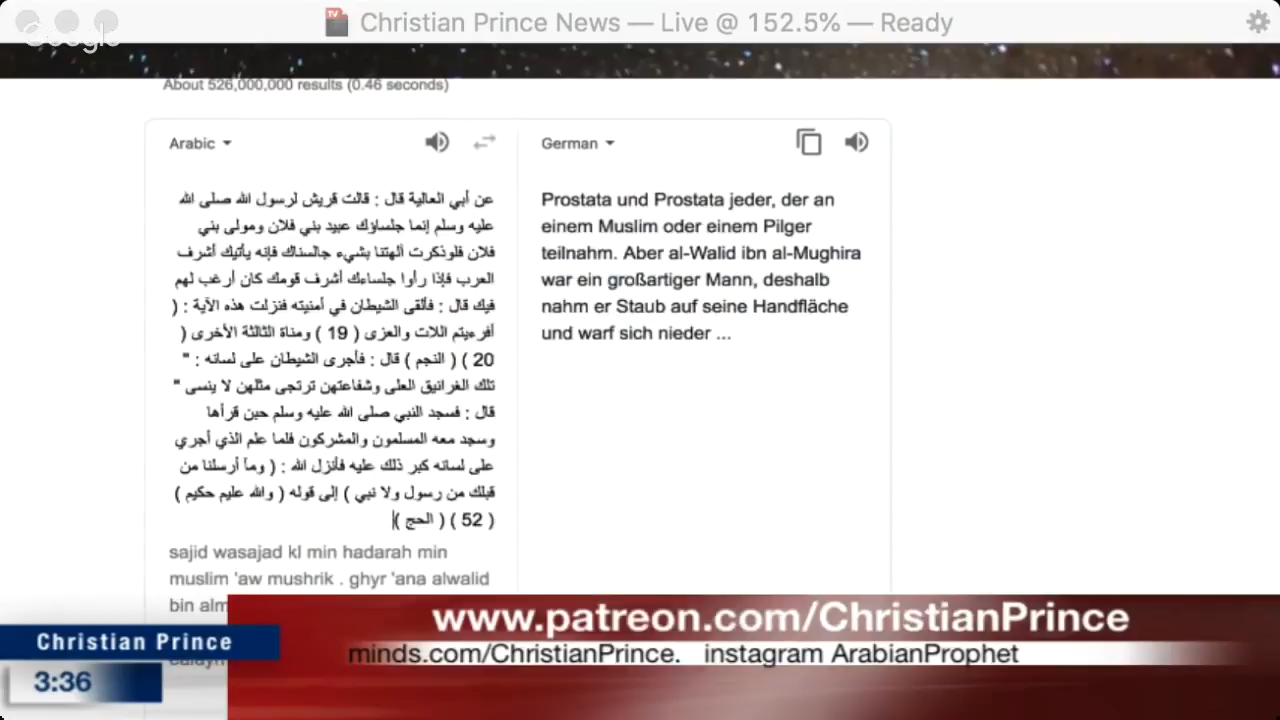 Christian Prince News — Live @ 152.5% — Ready
Google
About 526,000,000 results (0.46 seconds)
Arabic
عن أبي العالية قال : قالت قريش لرسول الله صلى الله
عليه وسلم إنما جلساؤك عبيد بني فلان ومولى بني
فلان فلوذكرت ألهتنا بشيء جالسناك فإنه يأتيك أشرف
العرب فإذا رأوا جلساءك أشرف قومك كان أرغب لهم
فيك قال : فألقى الشيطان في أمنيته فنزلت هذه الآية : (
أفرءيتم اللات والعزى ( 19 ) ومناة الثالثة الأخرى (
20 ) ( النجم ) قال : فأجرى الشيطان على لسانه : "
تلك الغرانيق العلى وشفاعتهن ترتجى مثلهن لا ينسى "
قال : فسجد النبي صلى الله عليه وسلم حين قرأها
وسجد معه المسلمون والمشركون فلما علم الذي أجري
على لسانه كبر ذلك عليه فأنزل الله : ( ومآ أرسلنا من
قبلك من رسول ولا نبي ) إلى قوله ( والله عليم حكيم )
( 52 ) ( الحج )
sajid wasajad kl min hadarah min
muslim 'aw mushrik . ghyr 'ana alwalid
bin
German
Prostata und Prostata jeder, der an
einem Muslim oder einem Pilger
teilnahm. Aber al-Walid ibn al-Mughira
war ein großartiger Mann, deshalb
nahm er Staub auf seine Handfläche
und warf sich nieder ...
www.patreon.com/ChristianPrince
minds.com/ChristianPrince. instagram ArabianProphet
Christian Prince
3:36